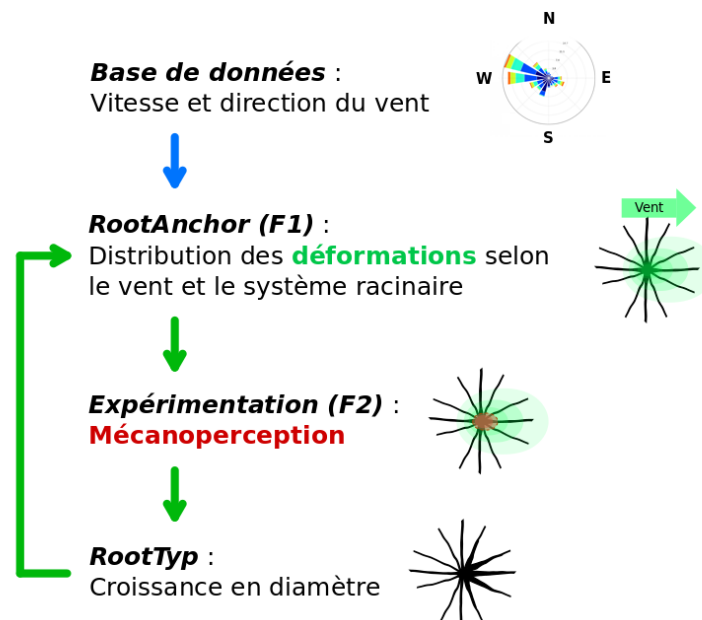 N
Base de données :
Vitesse et direction du vent
W
E
S
Vent
RootAnchor (F1) :
Distribution des déformations selon
le vent et le système racinaire
Expérimentation (F2) :
Mécanoperception
RootTyp :
Croissance en diamètre